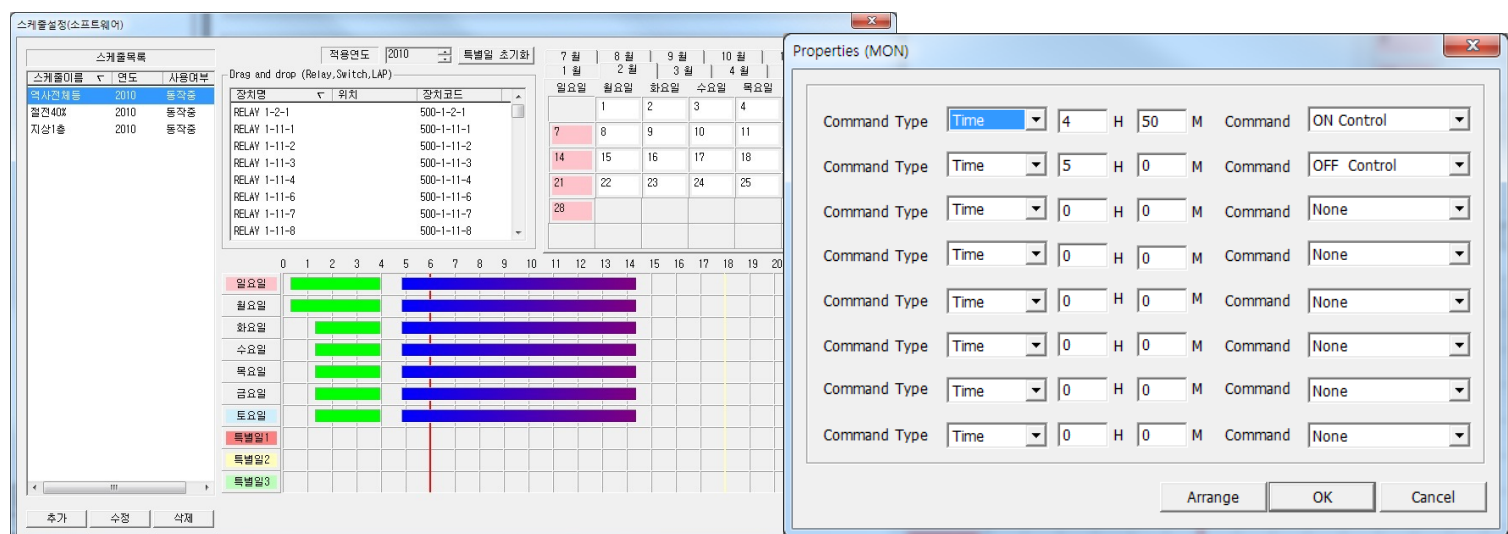 스케줄설정(소프트웨어)
스케줄목록
스케줄이름 연도 사용여부
역사전체등 2010 동작중
절전40% 2010 동작중
지상1층 2010 동작중
추가 수정 삭제
적용연도 2010 특별일 초기화
Drag and drop (Relay,Switch,LAP)
장치명 위치 장치코드
RELAY 1-2-1 500-1-2-1
RELAY 1-11-1 500-1-11-1
RELAY 1-11-2 500-1-11-2
RELAY 1-11-3 500-1-11-3
RELAY 1-11-4 500-1-11-4
RELAY 1-11-6 500-1-11-6
RELAY 1-11-7 500-1-11-7
RELAY 1-11-8 500-1-11-8
7 월 8 월 9 월 10 월
1 월 2 월 3 월 4 월
일요일 월요일 화요일 수요일 목요일
1 2 3 4
7 8 9 10 11
14 15 16 17 18
21 22 23 24 25
28
0 1 2 3 4 5 6 7 8 9 10 11 12 13 14 15 16 17 18 19 20
일요일
월요일
화요일
수요일
목요일
금요일
토요일
특별일1
특별일2
특별일3
Properties (MON)
Command Type Time 4 H 50 M Command ON Control
Command Type Time 5 H 0 M Command OFF Control
Command Type Time 0 H 0 M Command None
Command Type Time 0 H 0 M Command None
Command Type Time 0 H 0 M Command None
Command Type Time 0 H 0 M Command None
Command Type Time 0 H 0 M Command None
Command Type Time 0 H 0 M Command None
Arrange OK Cancel